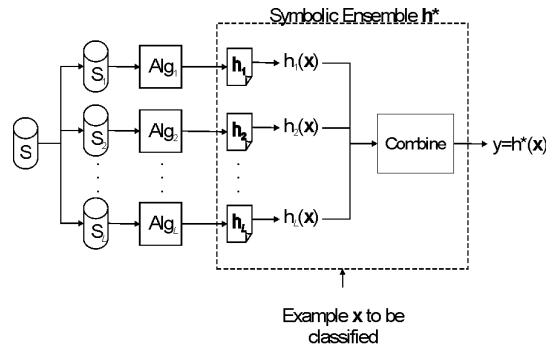 Symbolic Ensemble h*
S
S1 Alg1 h1 h1(x)
S2 Alg2 h2 h2(x)
Combine y=h*(x)
SL AlgL hL hL(x)
Example x to be
classified